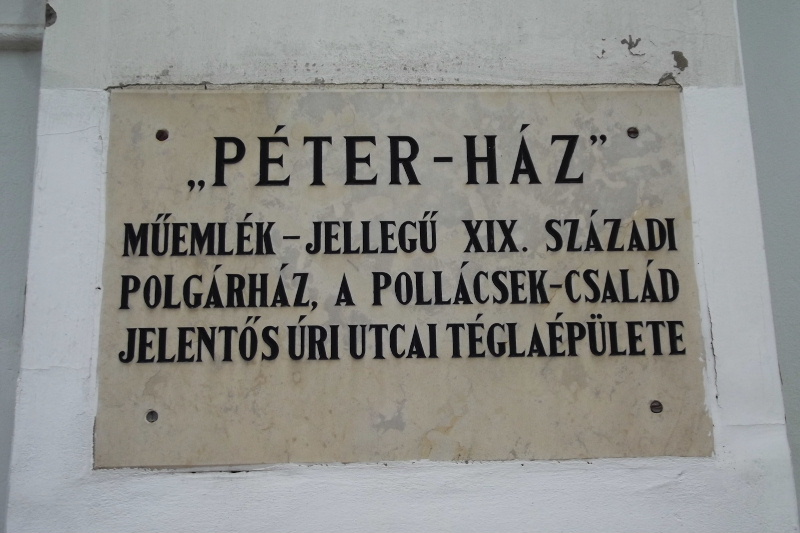 „PÉTER-HÁZ”
MŰEMLÉK-JELLEGŰ XIX. SZÁZADI
POLGÁRHÁZ, A POLLÁCSEK-CSALÁD
JELENTŐS ÚRI UTCAI TÉGLAÉPÜLETE